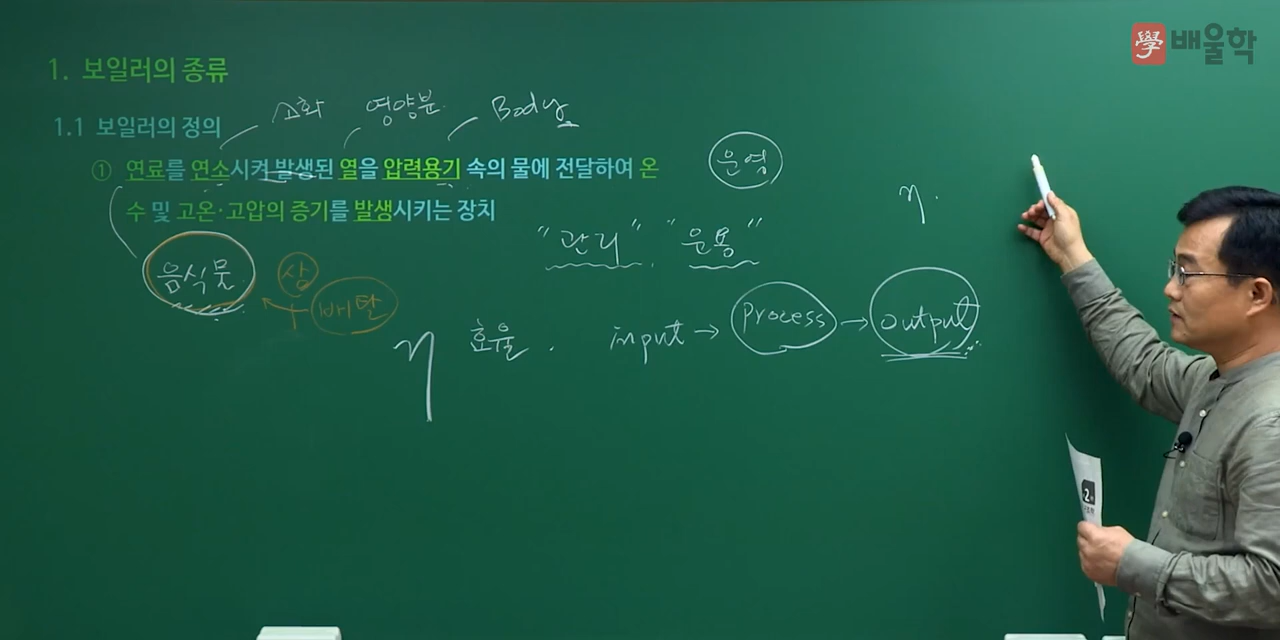 學 배울학
1. 보일러의 종류
소화 영양분 Body
1.1 보일러의 정의
① 연료를 연소시켜 발생된 열을 압력용기 속의 물에 전달하여 온
수 및 고온·고압의 증기를 발생시키는 장치
운영
η.
"관리". "운용"
음식물
상
배탈
η 효율. input → process → output
2